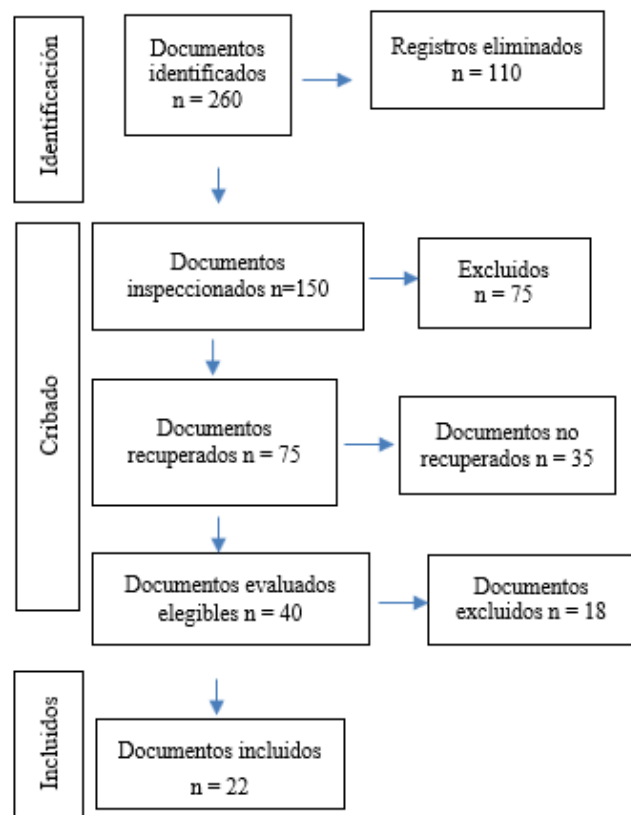 Identificación
Documentos
identificados
n = 260
Registros eliminados
n = 110
Cribado
Documentos
inspeccionados n=150
Excluidos
n = 75
Documentos
recuperados n = 75
Documentos no
recuperados n = 35
Documentos evaluados
elegibles n = 40
Documentos
excluidos n = 18
Incluidos
Documentos incluidos
n = 22